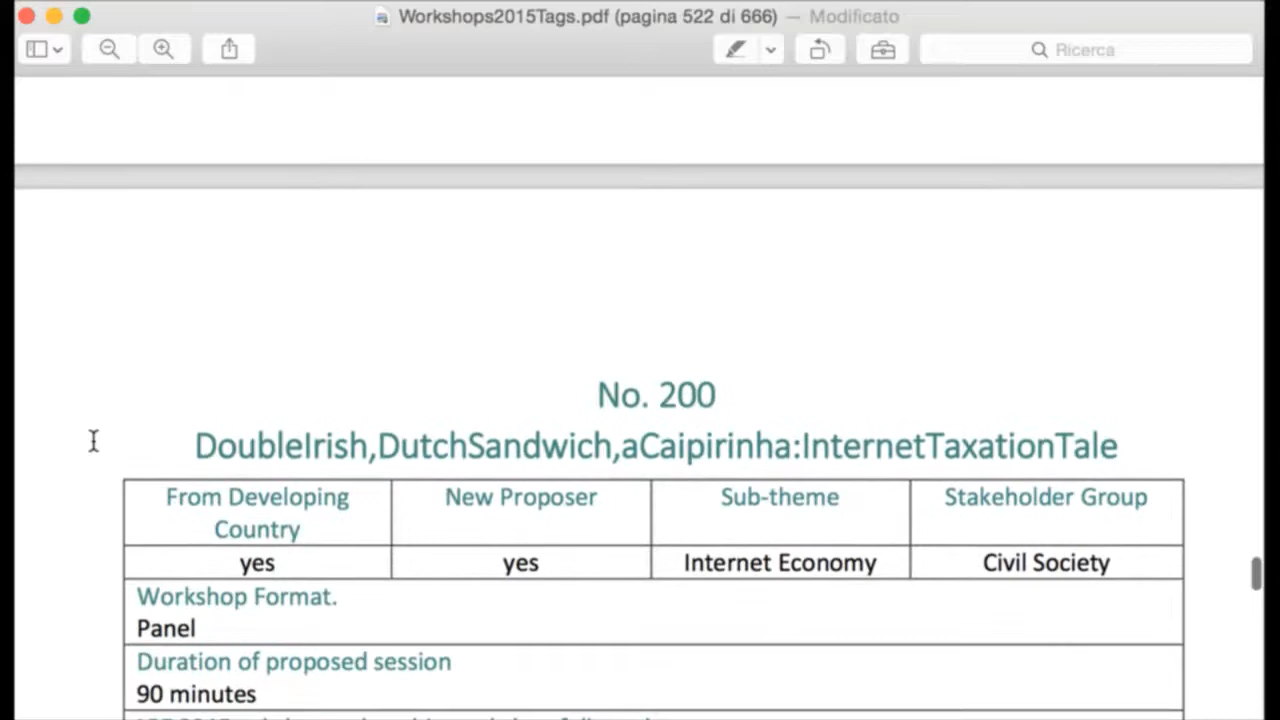 Workshops2015Tags.pdf (pagina 522 di 666) — Modificato
Ricerca
No. 200
DoubleIrish,DutchSandwich,aCaipirinha:InternetTaxationTale
From Developing Country
New Proposer
Sub-theme
Stakeholder Group
yes
yes
Internet Economy
Civil Society
Workshop Format.
Panel
Duration of proposed session
90 minutes